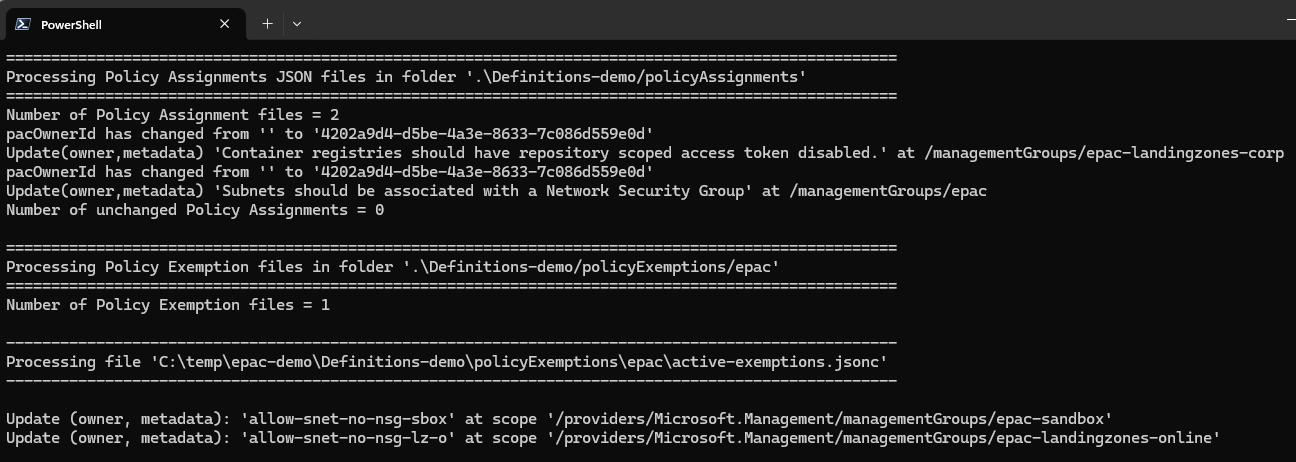 PowerShell
====================================================================================================
Processing Policy Assignments JSON files in folder '.\Definitions-demo/policyAssignments'
====================================================================================================
Number of Policy Assignment files = 2
pacOwnerId has changed from '' to '4202a9d4-d5be-4a3e-8633-7c086d559e0d'
Update(owner,metadata) 'Container registries should have repository scoped access token disabled.' at /managementGroups/epac-landingzones-corp
pacOwnerId has changed from '' to '4202a9d4-d5be-4a3e-8633-7c086d559e0d'
Update(owner,metadata) 'Subnets should be associated with a Network Security Group' at /managementGroups/epac
Number of unchanged Policy Assignments = 0
====================================================================================================
Processing Policy Exemption files in folder '.\Definitions-demo/policyExemptions/epac'
====================================================================================================
Number of Policy Exemption files = 1
----------------------------------------------------------------------------------------------------
Processing file 'C:\temp\epac-demo\Definitions-demo\policyExemptions\epac\active-exemptions.jsonc'
----------------------------------------------------------------------------------------------------
Update (owner, metadata): 'allow-snet-no-nsg-sbox' at scope '/providers/Microsoft.Management/managementGroups/epac-sandbox'
Update (owner, metadata): 'allow-snet-no-nsg-lz-o' at scope '/providers/Microsoft.Management/managementGroups/epac-landingzones-online'